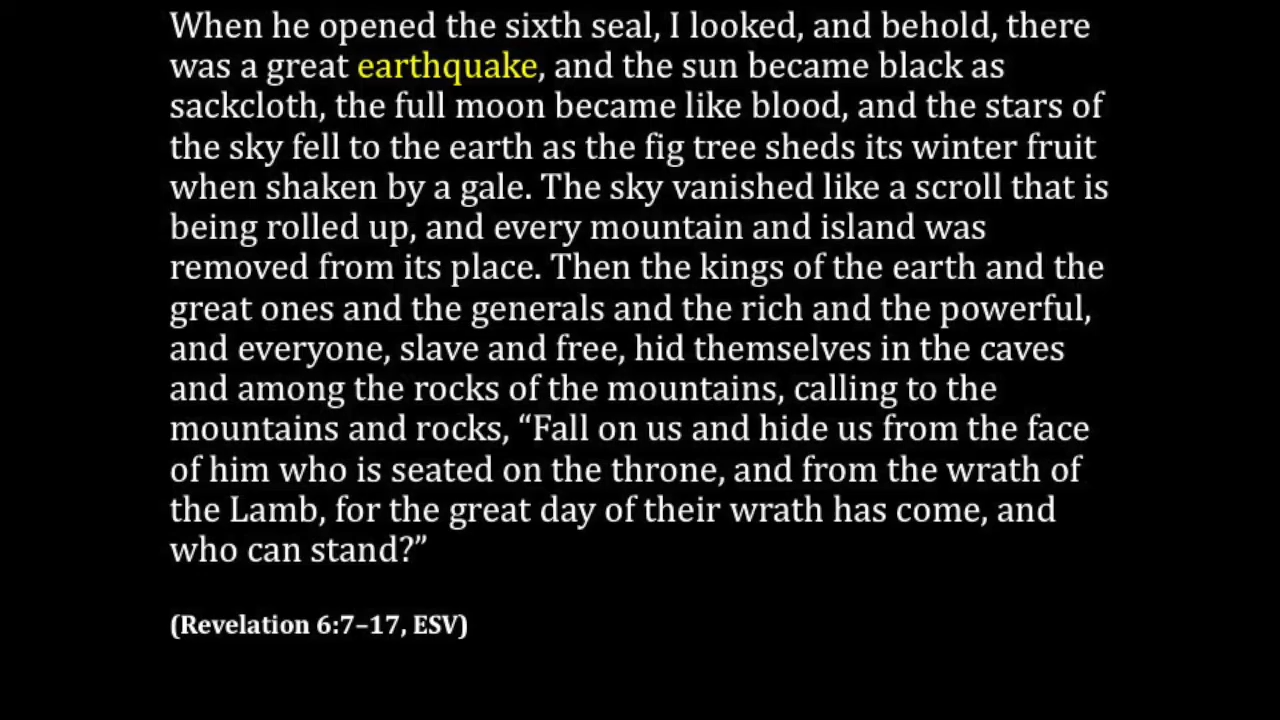 When he opened the sixth seal, I looked, and behold, there
was a great earthquake, and the sun became black as
sackcloth, the full moon became like blood, and the stars of
the sky fell to the earth as the fig tree sheds its winter fruit
when shaken by a gale. The sky vanished like a scroll that is
being rolled up, and every mountain and island was
removed from its place. Then the kings of the earth and the
great ones and the generals and the rich and the powerful,
and everyone, slave and free, hid themselves in the caves
and among the rocks of the mountains, calling to the
mountains and rocks, “Fall on us and hide us from the face
of him who is seated on the throne, and from the wrath of
the Lamb, for the great day of their wrath has come, and
who can stand?”
(Revelation 6:7–17, ESV)